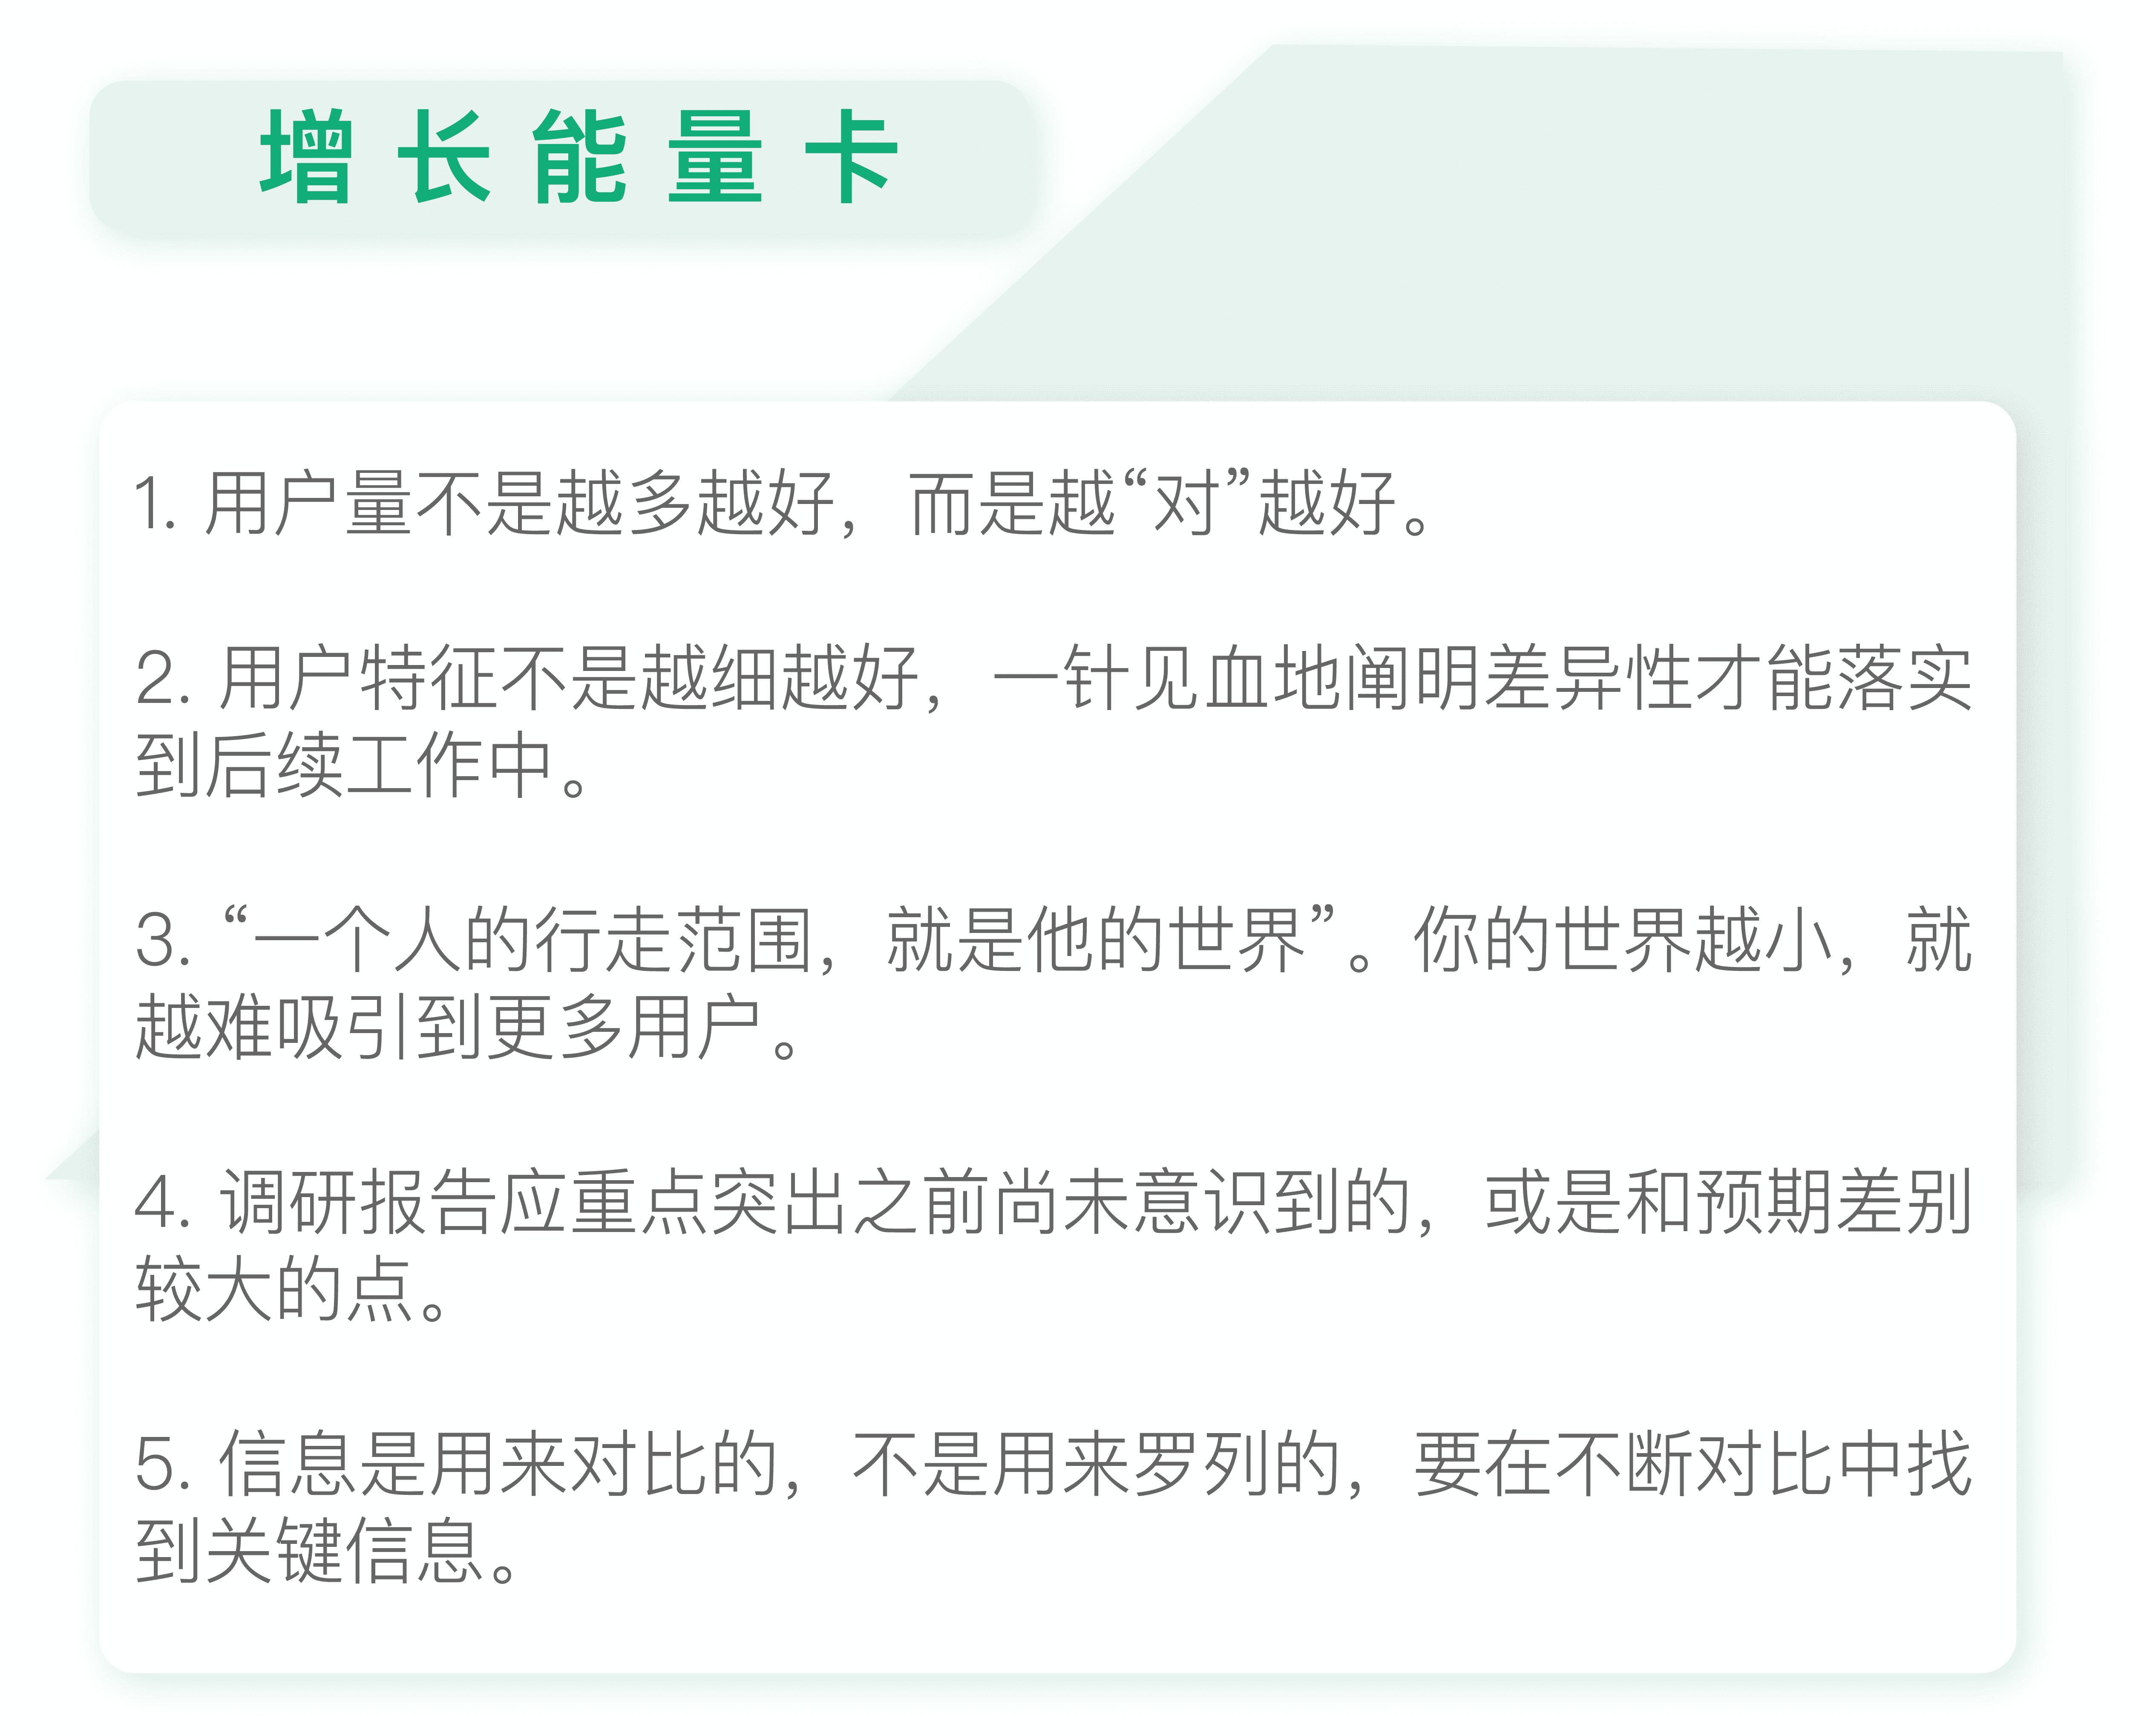 增长能量卡
1. 用户量不是越多越好，而是越“对”越好。
2. 用户特征不是越细越好，一针见血地阐明差异性才能落实
到后续工作中。
3. “一个人的行走范围，就是他的世界”。你的世界越小，就
越难吸引到更多用户。
4. 调研报告应重点突出之前尚未意识到的，或是和预期差别
较大的点。
5. 信息是用来对比的，不是用来罗列的，要在不断对比中找
到关键信息。